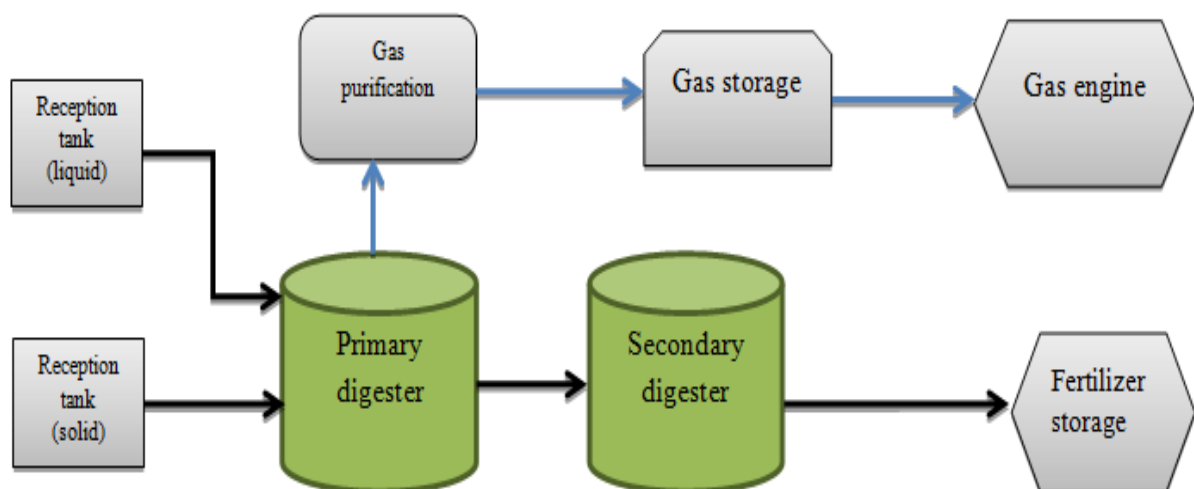 Gas
purification
Gas storage
Gas engine
Reception
tank
(liquid)
Primary
digester
Secondary
digester
Reception
tank
(solid)
Fertilizer
storage